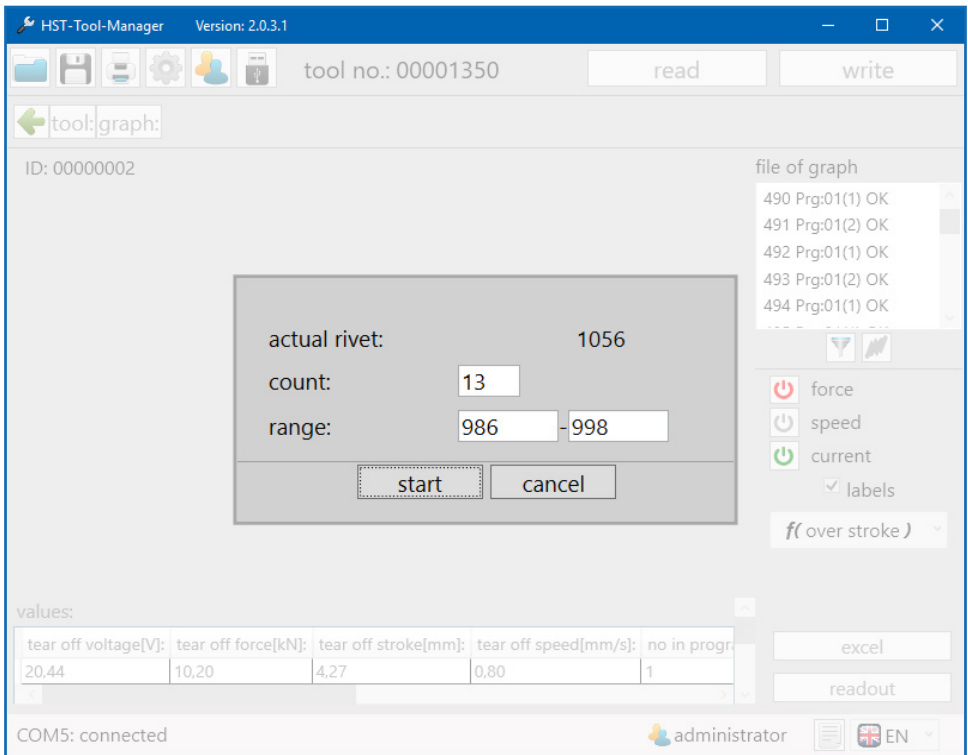 HST-Tool-Manager Version: 2.0.3.1
tool no.: 00001350 read write
tool: graph:
ID: 00000002
file of graph
490 Prg:01(1) OK
491 Prg:01(2) OK
492 Prg:01(1) OK
493 Prg:01(2) OK
494 Prg:01(1) OK
actual rivet: 1056
count: 13
range: 986 - 998
start cancel
force
speed
current
labels
f( over stroke )
values:
tear off voltage[V]: tear off force[kN]: tear off stroke[mm]: tear off speed[mm/s]: no in progra
20,44 10,20 4,27 0,80 1
excel
readout
COM5: connected administrator EN